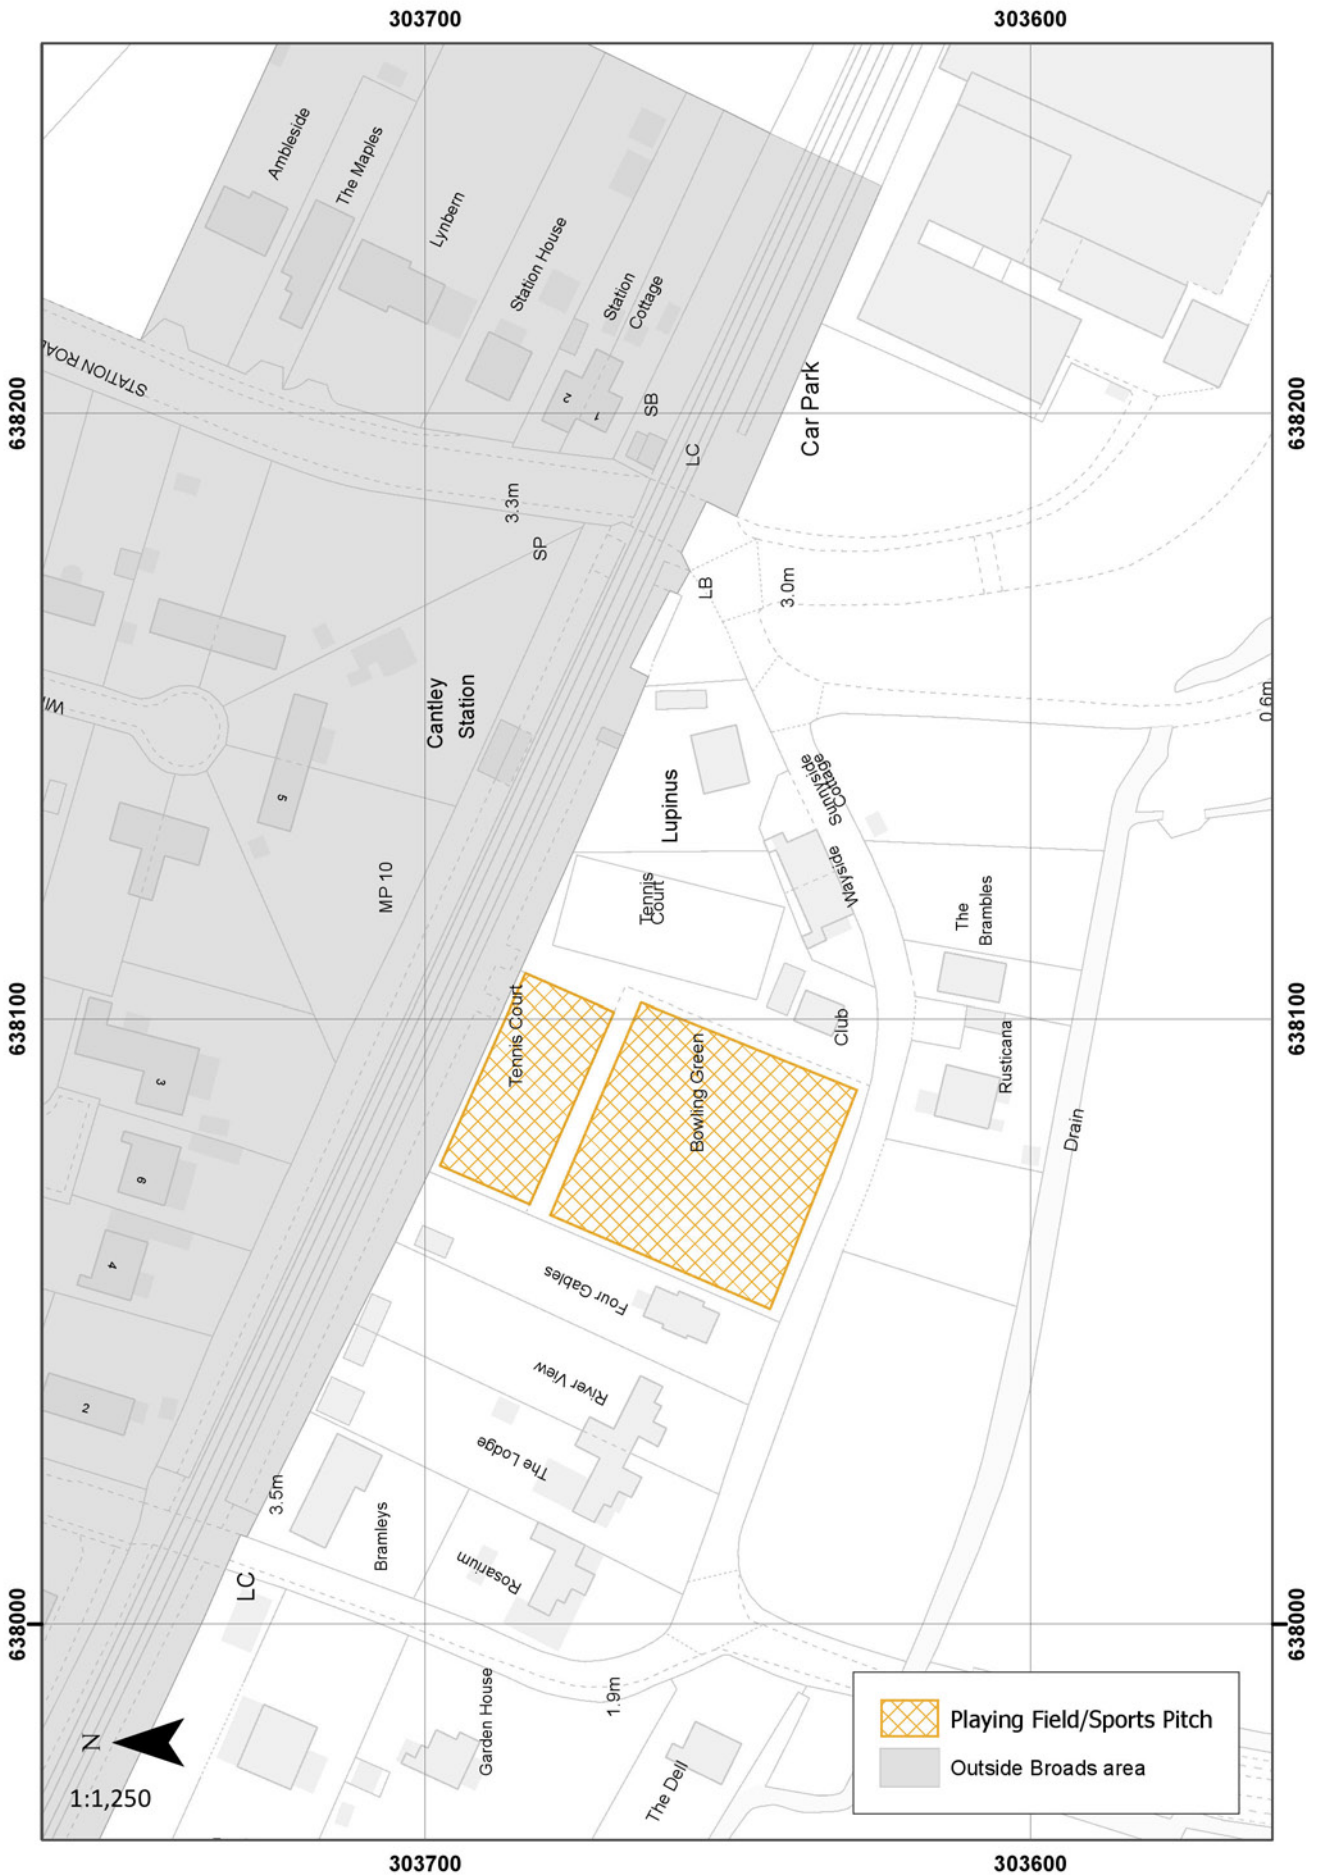 303700
303600
Ambleside
The Maples
Lynbern
Station House
Station
Cottage
STATION ROAD
638200
638200
2
1
SB
LC
Car Park
3.3m
SP
LB
3.0m
Cantley
Station
0.6m
5
Lupinus
Sunnyside
Cottage
Wayside
MP 10
Tennis
Court
The
Brambles
638100
638100
Tennis Court
Bowling Green
Club
Rusticana
Drain
3
6
4
Four Gables
River View
2
The Lodge
3.5m
Bramleys
Rosarium
LC
638000
638000
1.9m
Garden House
The Dell
N
1:1,250
Playing Field/Sports Pitch
Outside Broads area
303700
303600